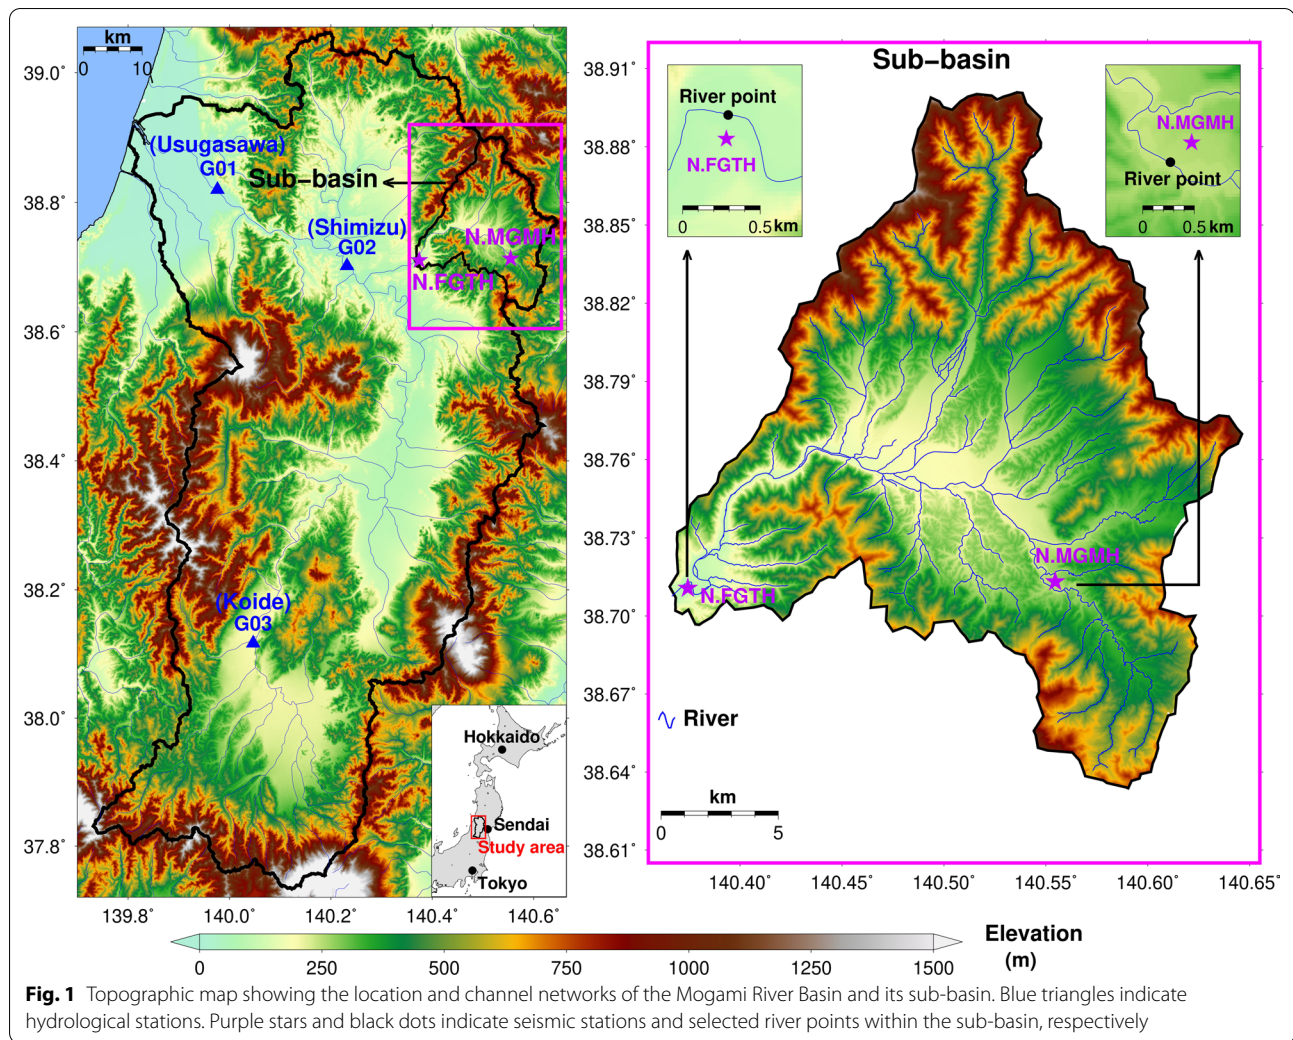 km
0 10
39.0°
38.8°
38.6°
38.4°
38.2°
38.0°
37.8°
139.8° 140.0° 140.2° 140.4° 140.6°
(Usugasawa)
G01
Sub−basin
(Shimizu)
G02
N.MGMH
N.FGTH
(Koide)
G03
Hokkaido
Sendai
Study area
Tokyo
Sub−basin
38.91°
38.88°
38.85°
38.82°
38.79°
38.76°
38.73°
38.70°
38.67°
38.64°
38.61°
140.40° 140.45° 140.50° 140.55° 140.60° 140.65°
River point
N.FGTH
0 0.5 km
N.MGMH
River point
0 0.5 km
N.MGMH
N.FGTH
River
km
0 5
0 250 500 750 1000 1250 1500
Elevation
(m)
Fig. 1 Topographic map showing the location and channel networks of the Mogami River Basin and its sub-basin. Blue triangles indicate
hydrological stations. Purple stars and black dots indicate seismic stations and selected river points within the sub-basin, respectively